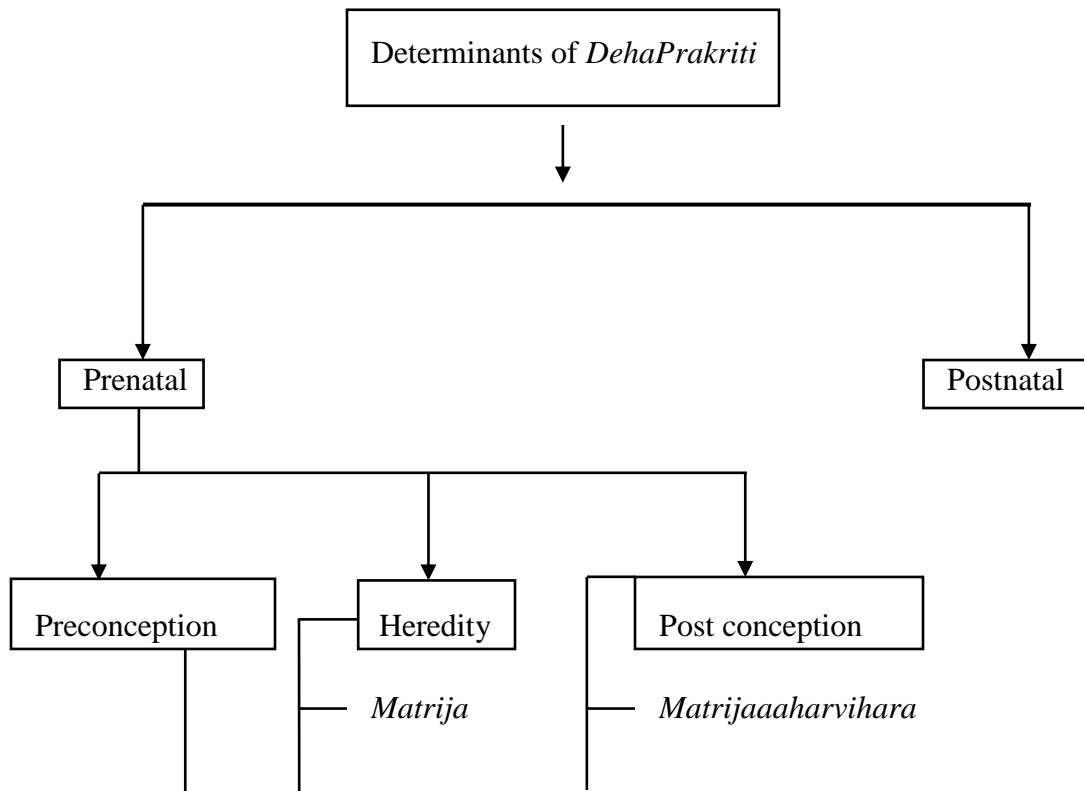 Determinants of DehaPrakriti
Prenatal
Postnatal
Preconception
Heredity
Post conception
Matrija
Matrijaaaharvihara